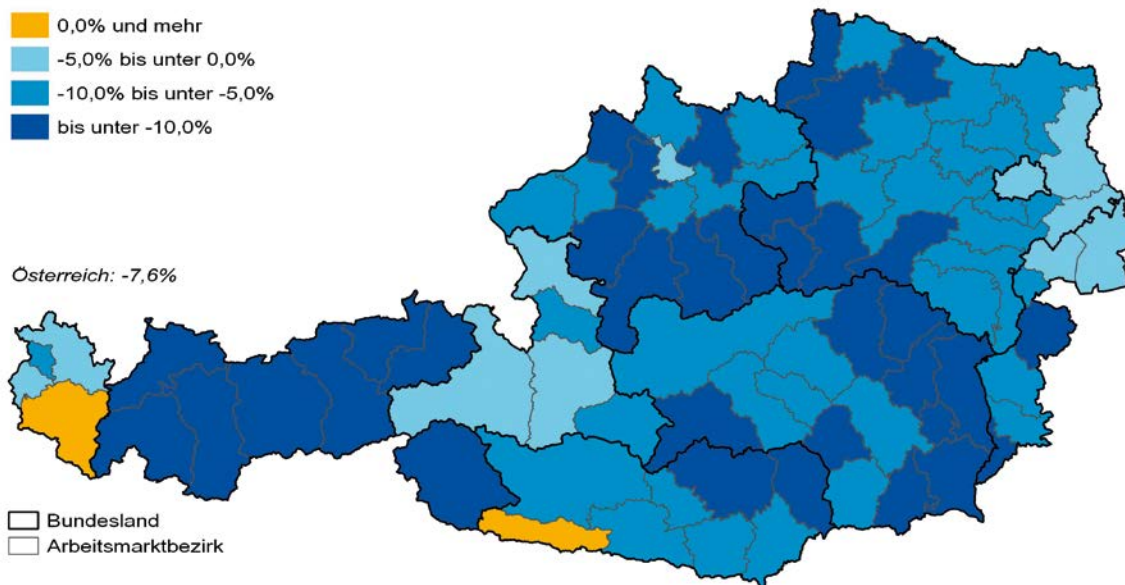 0,0% und mehr
-5,0% bis unter 0,0%
-10,0% bis unter -5,0%
bis unter -10,0%
Österreich: -7,6%
Bundesland
Arbeitsmarktbezirk